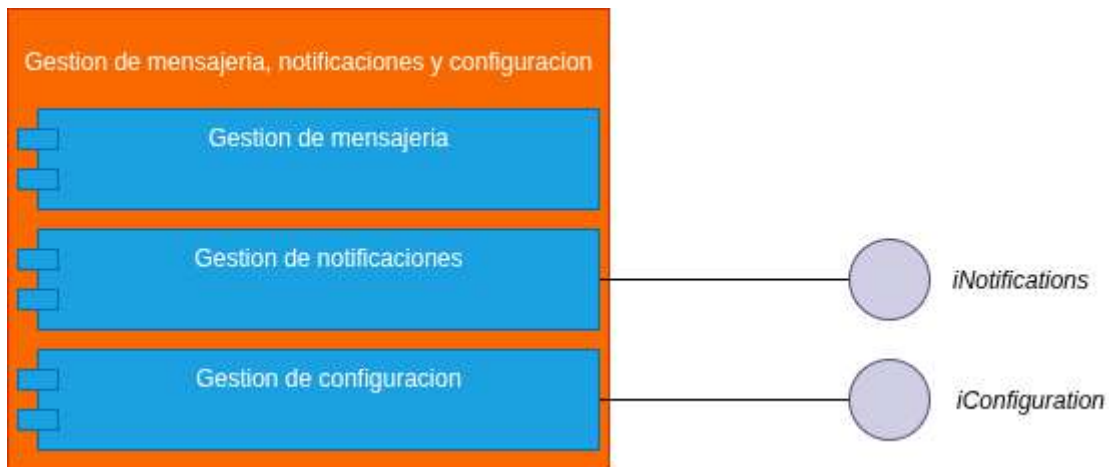 Gestion de mensajeria, notificaciones y configuracion
Gestion de mensajeria
Gestion de notificaciones
iNotifications
Gestion de configuracion
iConfiguration